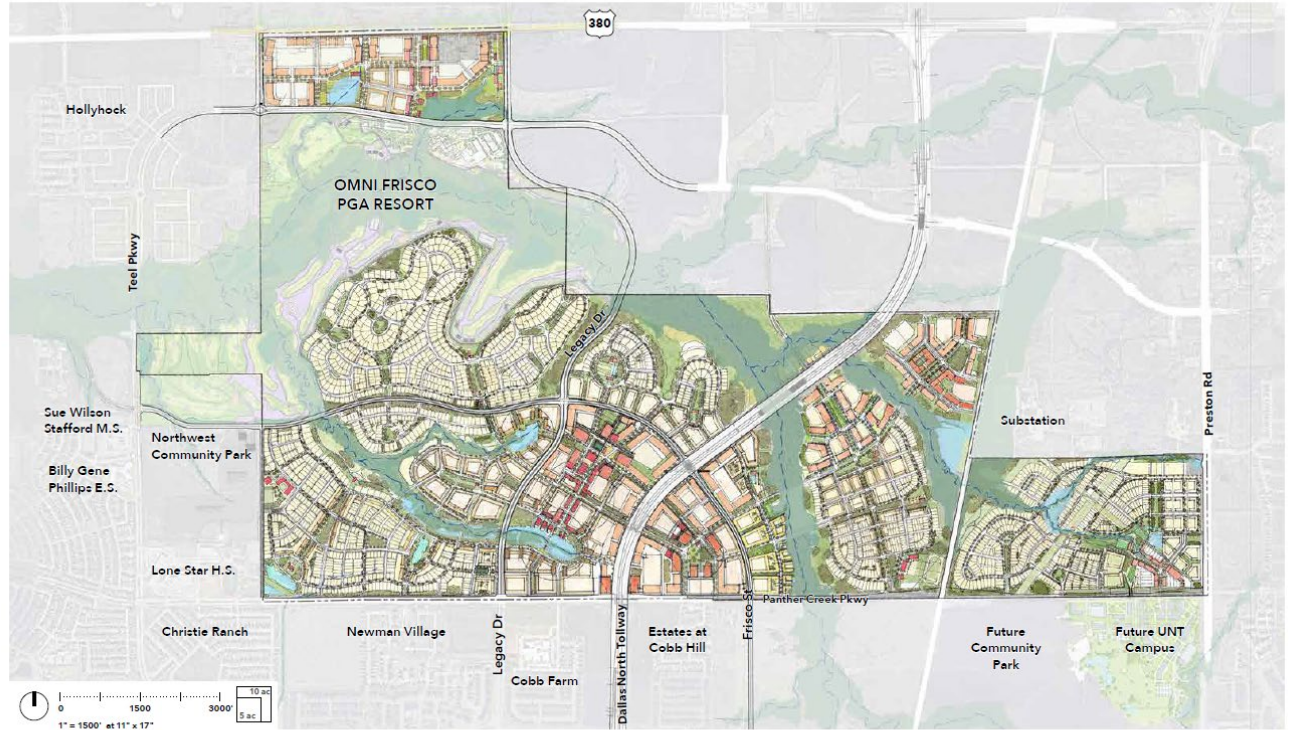 380
Hollyhock
OMNI FRISCO
PGA RESORT
Teel Pkwy
Legacy Dr
Preston Rd
Sue Wilson
Stafford M.S.
Northwest
Community Park
Substation
Billy Gene
Phillips E.S.
Lone Star H.S.
Panther Creek Pkwy
Frisco St
Christie Ranch
Newman Village
Legacy Dr
Cobb Farm
Dallas North Tollway
Estates at
Cobb Hill
Future
Community
Park
Future UNT
Campus
0
1500
3000'
10 ac
5 ac
1" = 1500' at 11" x 17"